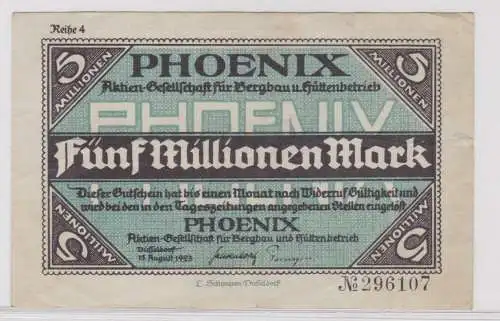 Reihe 4
5 MILLIONEN
5 MILLIONEN
PHOENIX
Aktien-Gesellschaft für Bergbau u. Hüttenbetrieb
PHOENIX
Fünf Millionen Mark
Dieser Gutschein hat bis einen Monat nach Widerruf Gültigkeit und
wird bei den in den Tageszeitungen angegebenen Stellen eingelöst
PHOENIX
Aktien-Gesellschaft für Bergbau und Hüttenbetrieb
Düsseldorf
15 August 1923
5 MILLIONEN
5 MILLIONEN
Düsseldorf
№ 296107